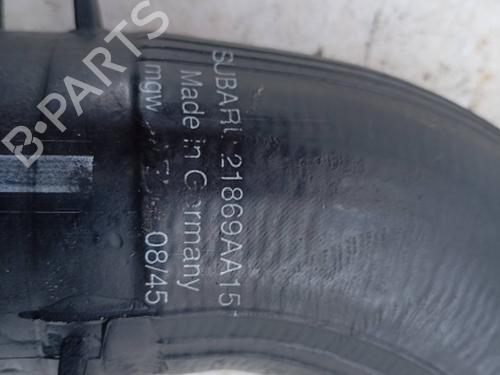 B-PARTS
SUBARU 21869AA15
Made in Germany
mgw 08/45